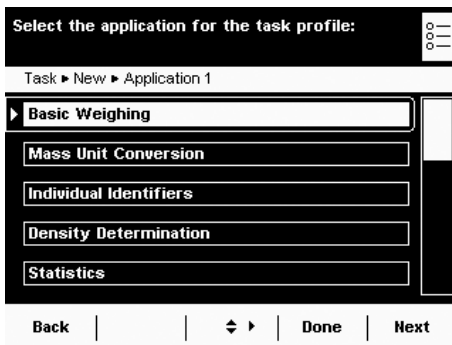 Select the application for the task profile:
Task ▸ New ▸ Application 1
Basic Weighing
Mass Unit Conversion
Individual Identifiers
Density Determination
Statistics
Back Done Next